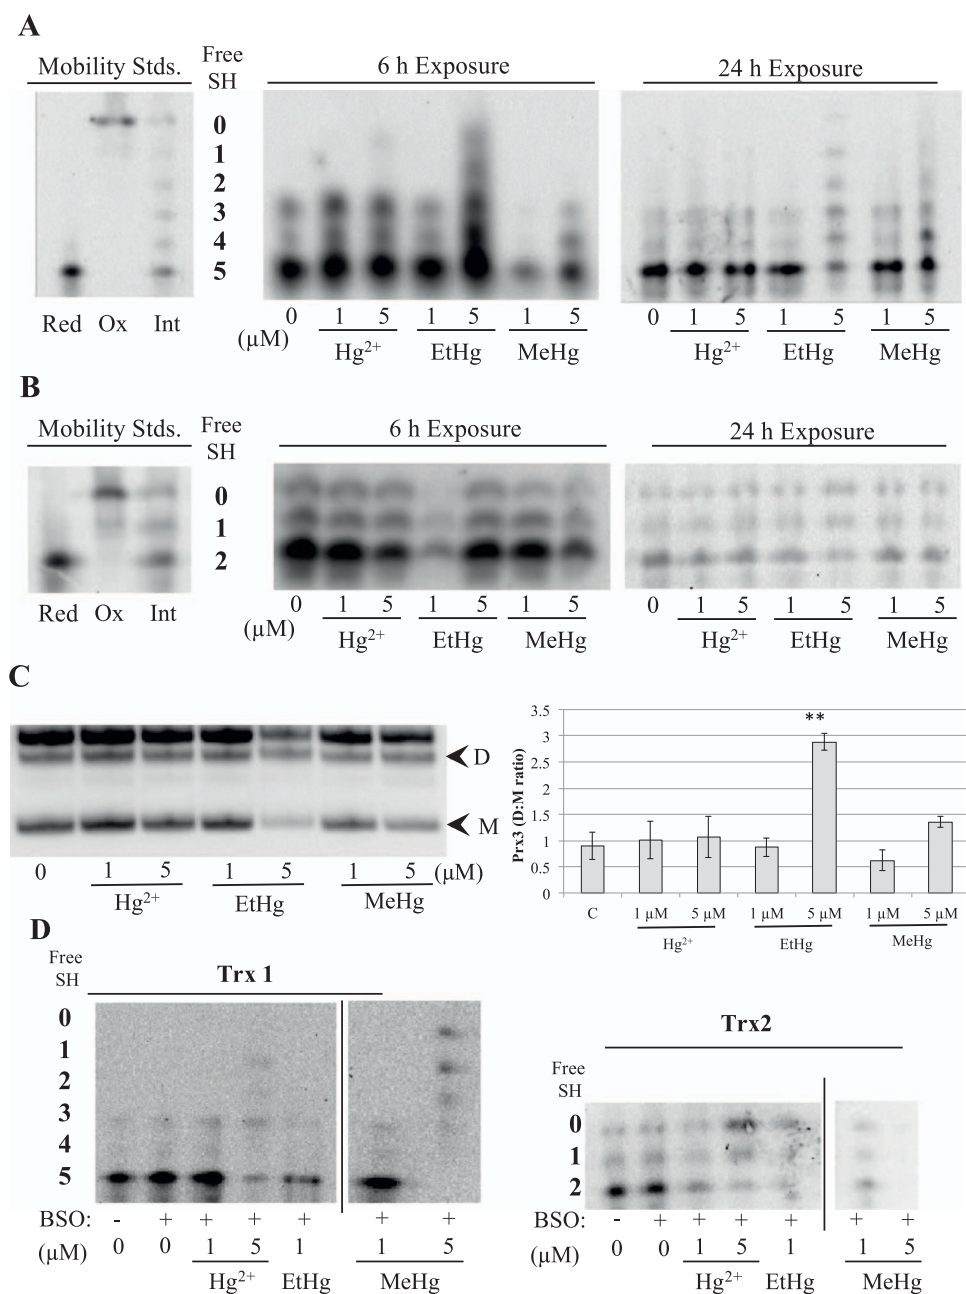 A
Mobility Stds.
Free
SH
6 h Exposure
24 h Exposure
0
1
2
3
4
5
Red Ox Int
(µM)
0 1 5 1 5 1 5
Hg²⁺ EtHg MeHg
0 1 5 1 5 1 5
Hg²⁺ EtHg MeHg
B
Mobility Stds.
Free
SH
6 h Exposure
24 h Exposure
0
1
2
Red Ox Int
(µM)
0 1 5 1 5 1 5
Hg²⁺ EtHg MeHg
0 1 5 1 5 1 5
Hg²⁺ EtHg MeHg
C
D
M
0 1 5 1 5 1 5 (µM)
Hg²⁺ EtHg MeHg
Prx3 (D:M ratio)
3.5
3
2.5
2
1.5
1
0.5
0
**
C 1 µM 5 µM 1 µM 5 µM 1 µM 5 µM
Hg²⁺ EtHg MeHg
D
Free
SH
Trx 1
0
1
2
3
4
5
BSO: - + + + + + +
(µM) 0 0 1 5 1 1 5
Hg²⁺ EtHg MeHg
Trx2
Free
SH
0
1
2
BSO: - + + + + + +
(µM) 0 0 1 5 1 1 5
Hg²⁺ EtHg MeHg